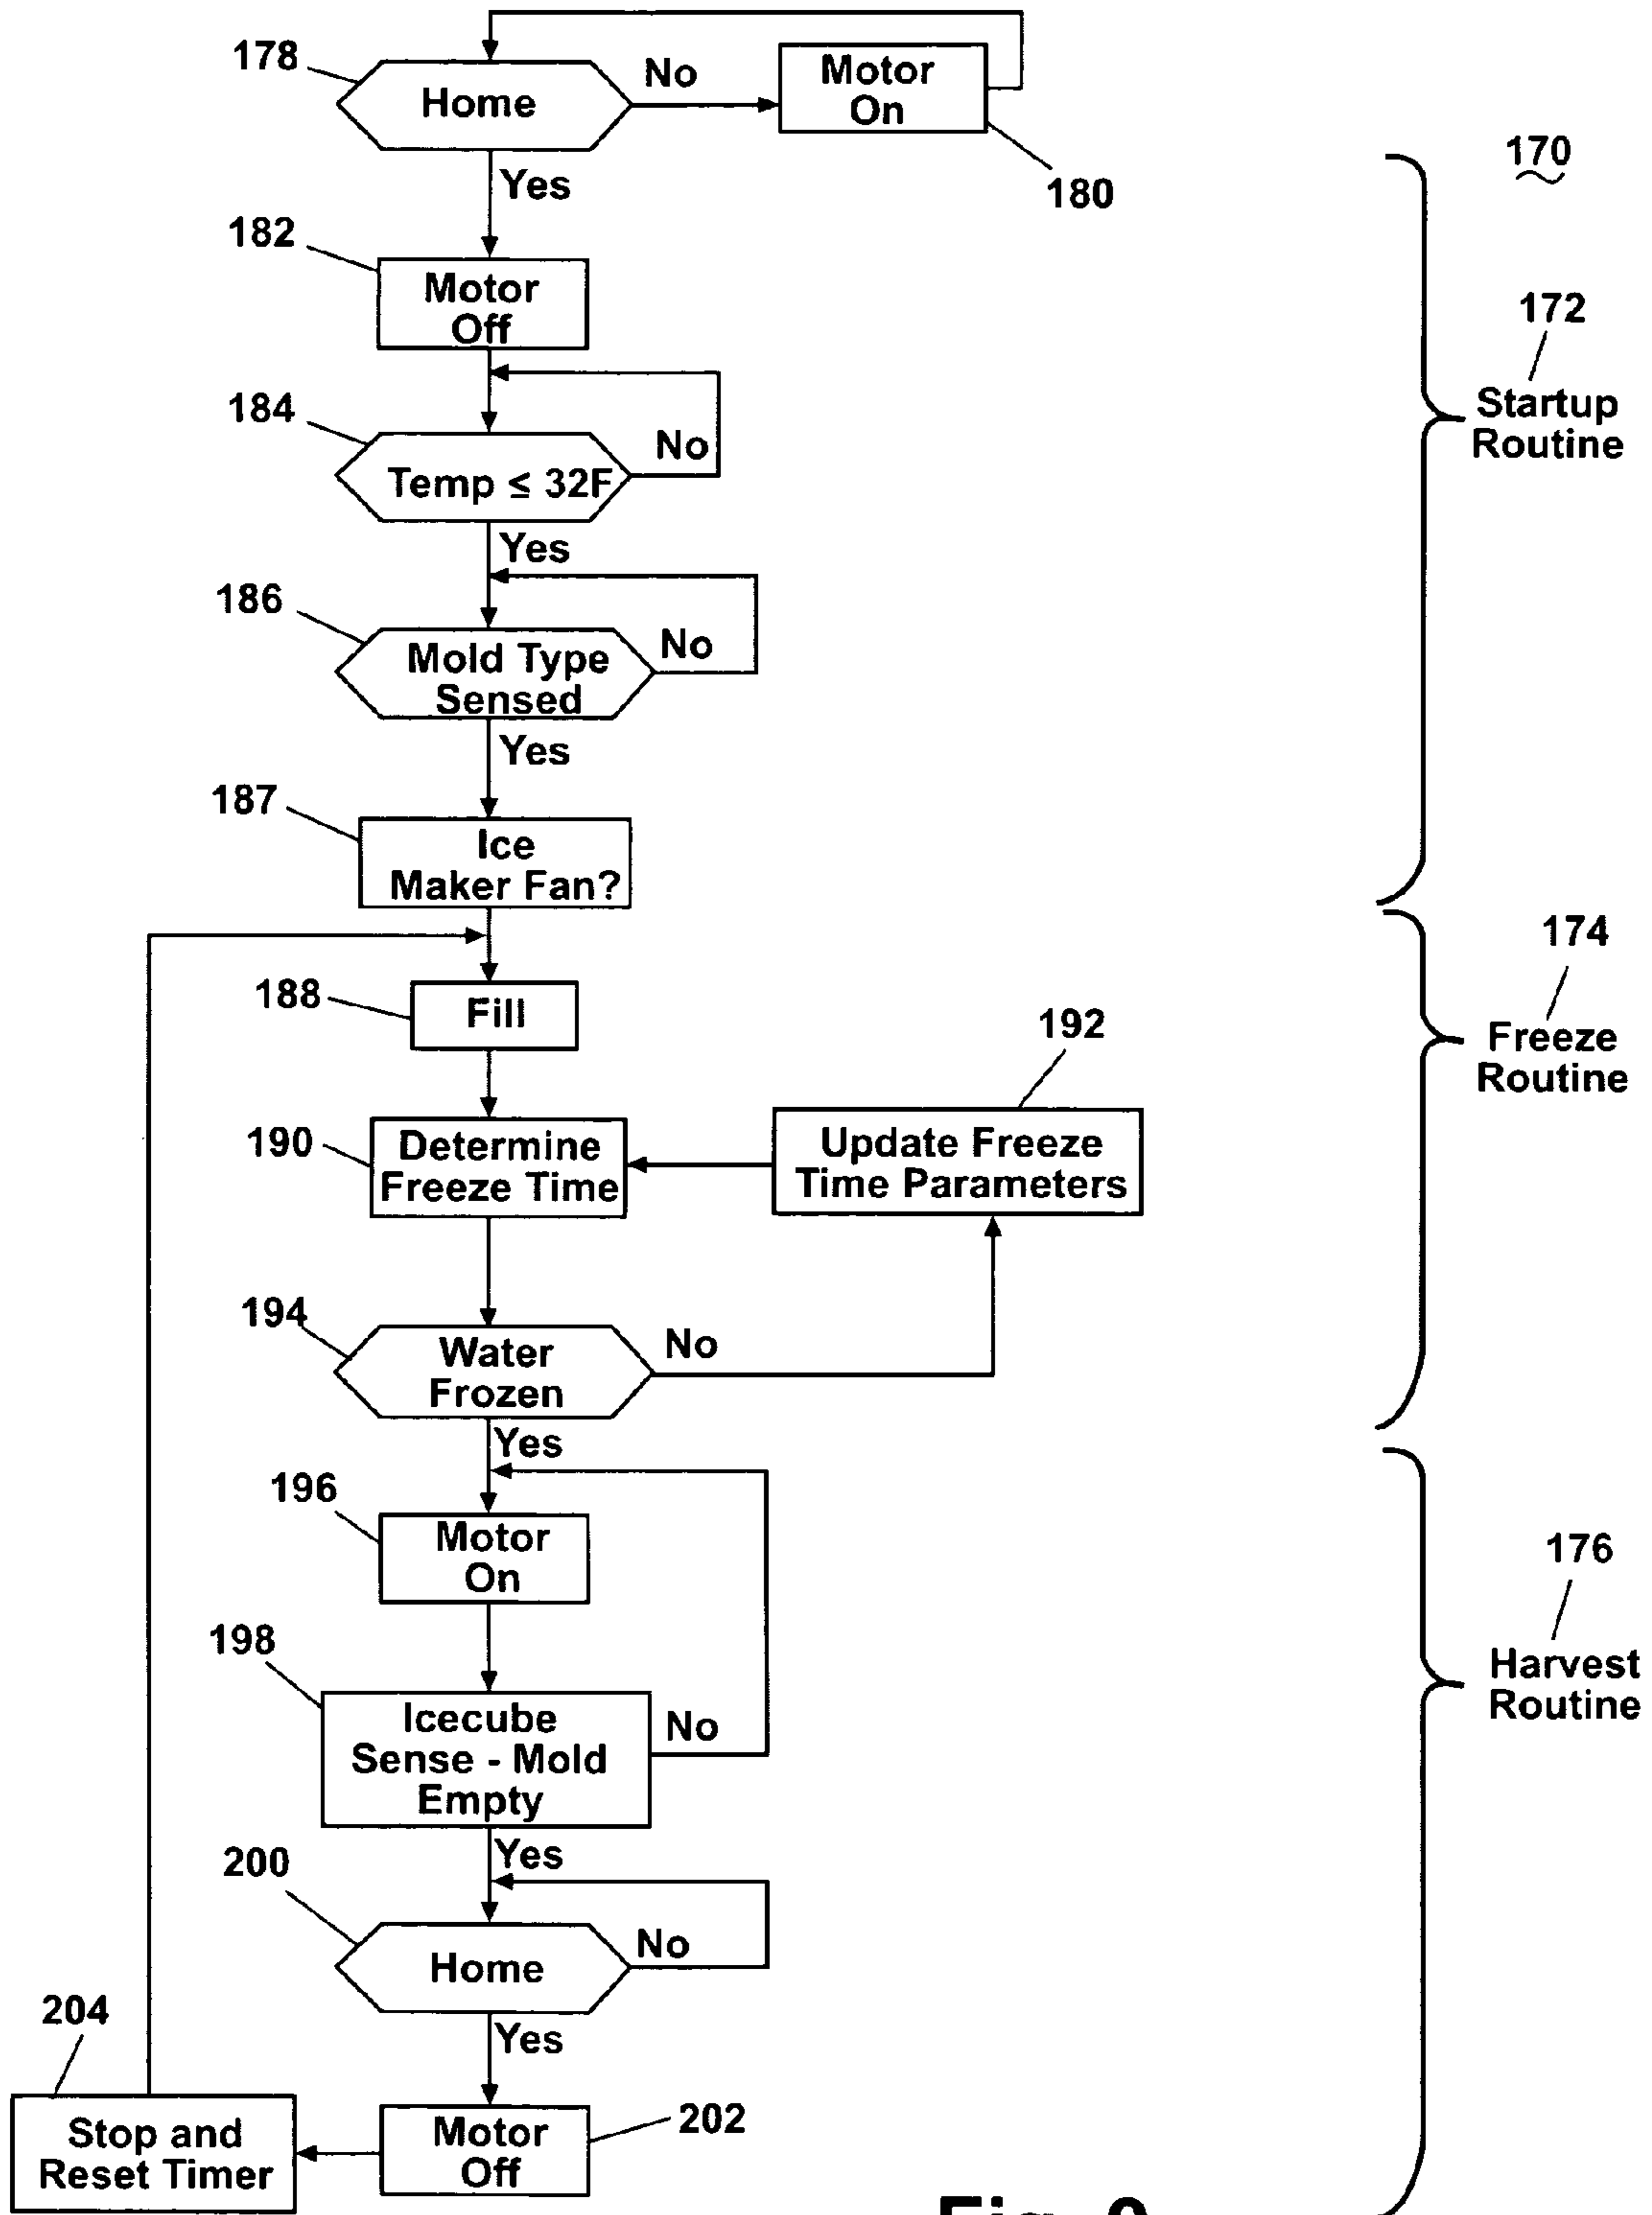 178
Home
No
Motor
On
180
Yes
170
182
Motor
Off
172
Startup
Routine
184
Temp ≤ 32F
No
Yes
186
Mold Type
Sensed
No
Yes
187
Ice
Maker Fan?
174
Freeze
Routine
188
Fill
192
190
Determine
Freeze Time
Update Freeze
Time Parameters
194
Water
Frozen
No
Yes
196
Motor
On
176
Harvest
Routine
198
Icecube
Sense - Mold
Empty
No
Yes
200
Home
No
Yes
204
Stop and
Reset Timer
Motor
Off
202